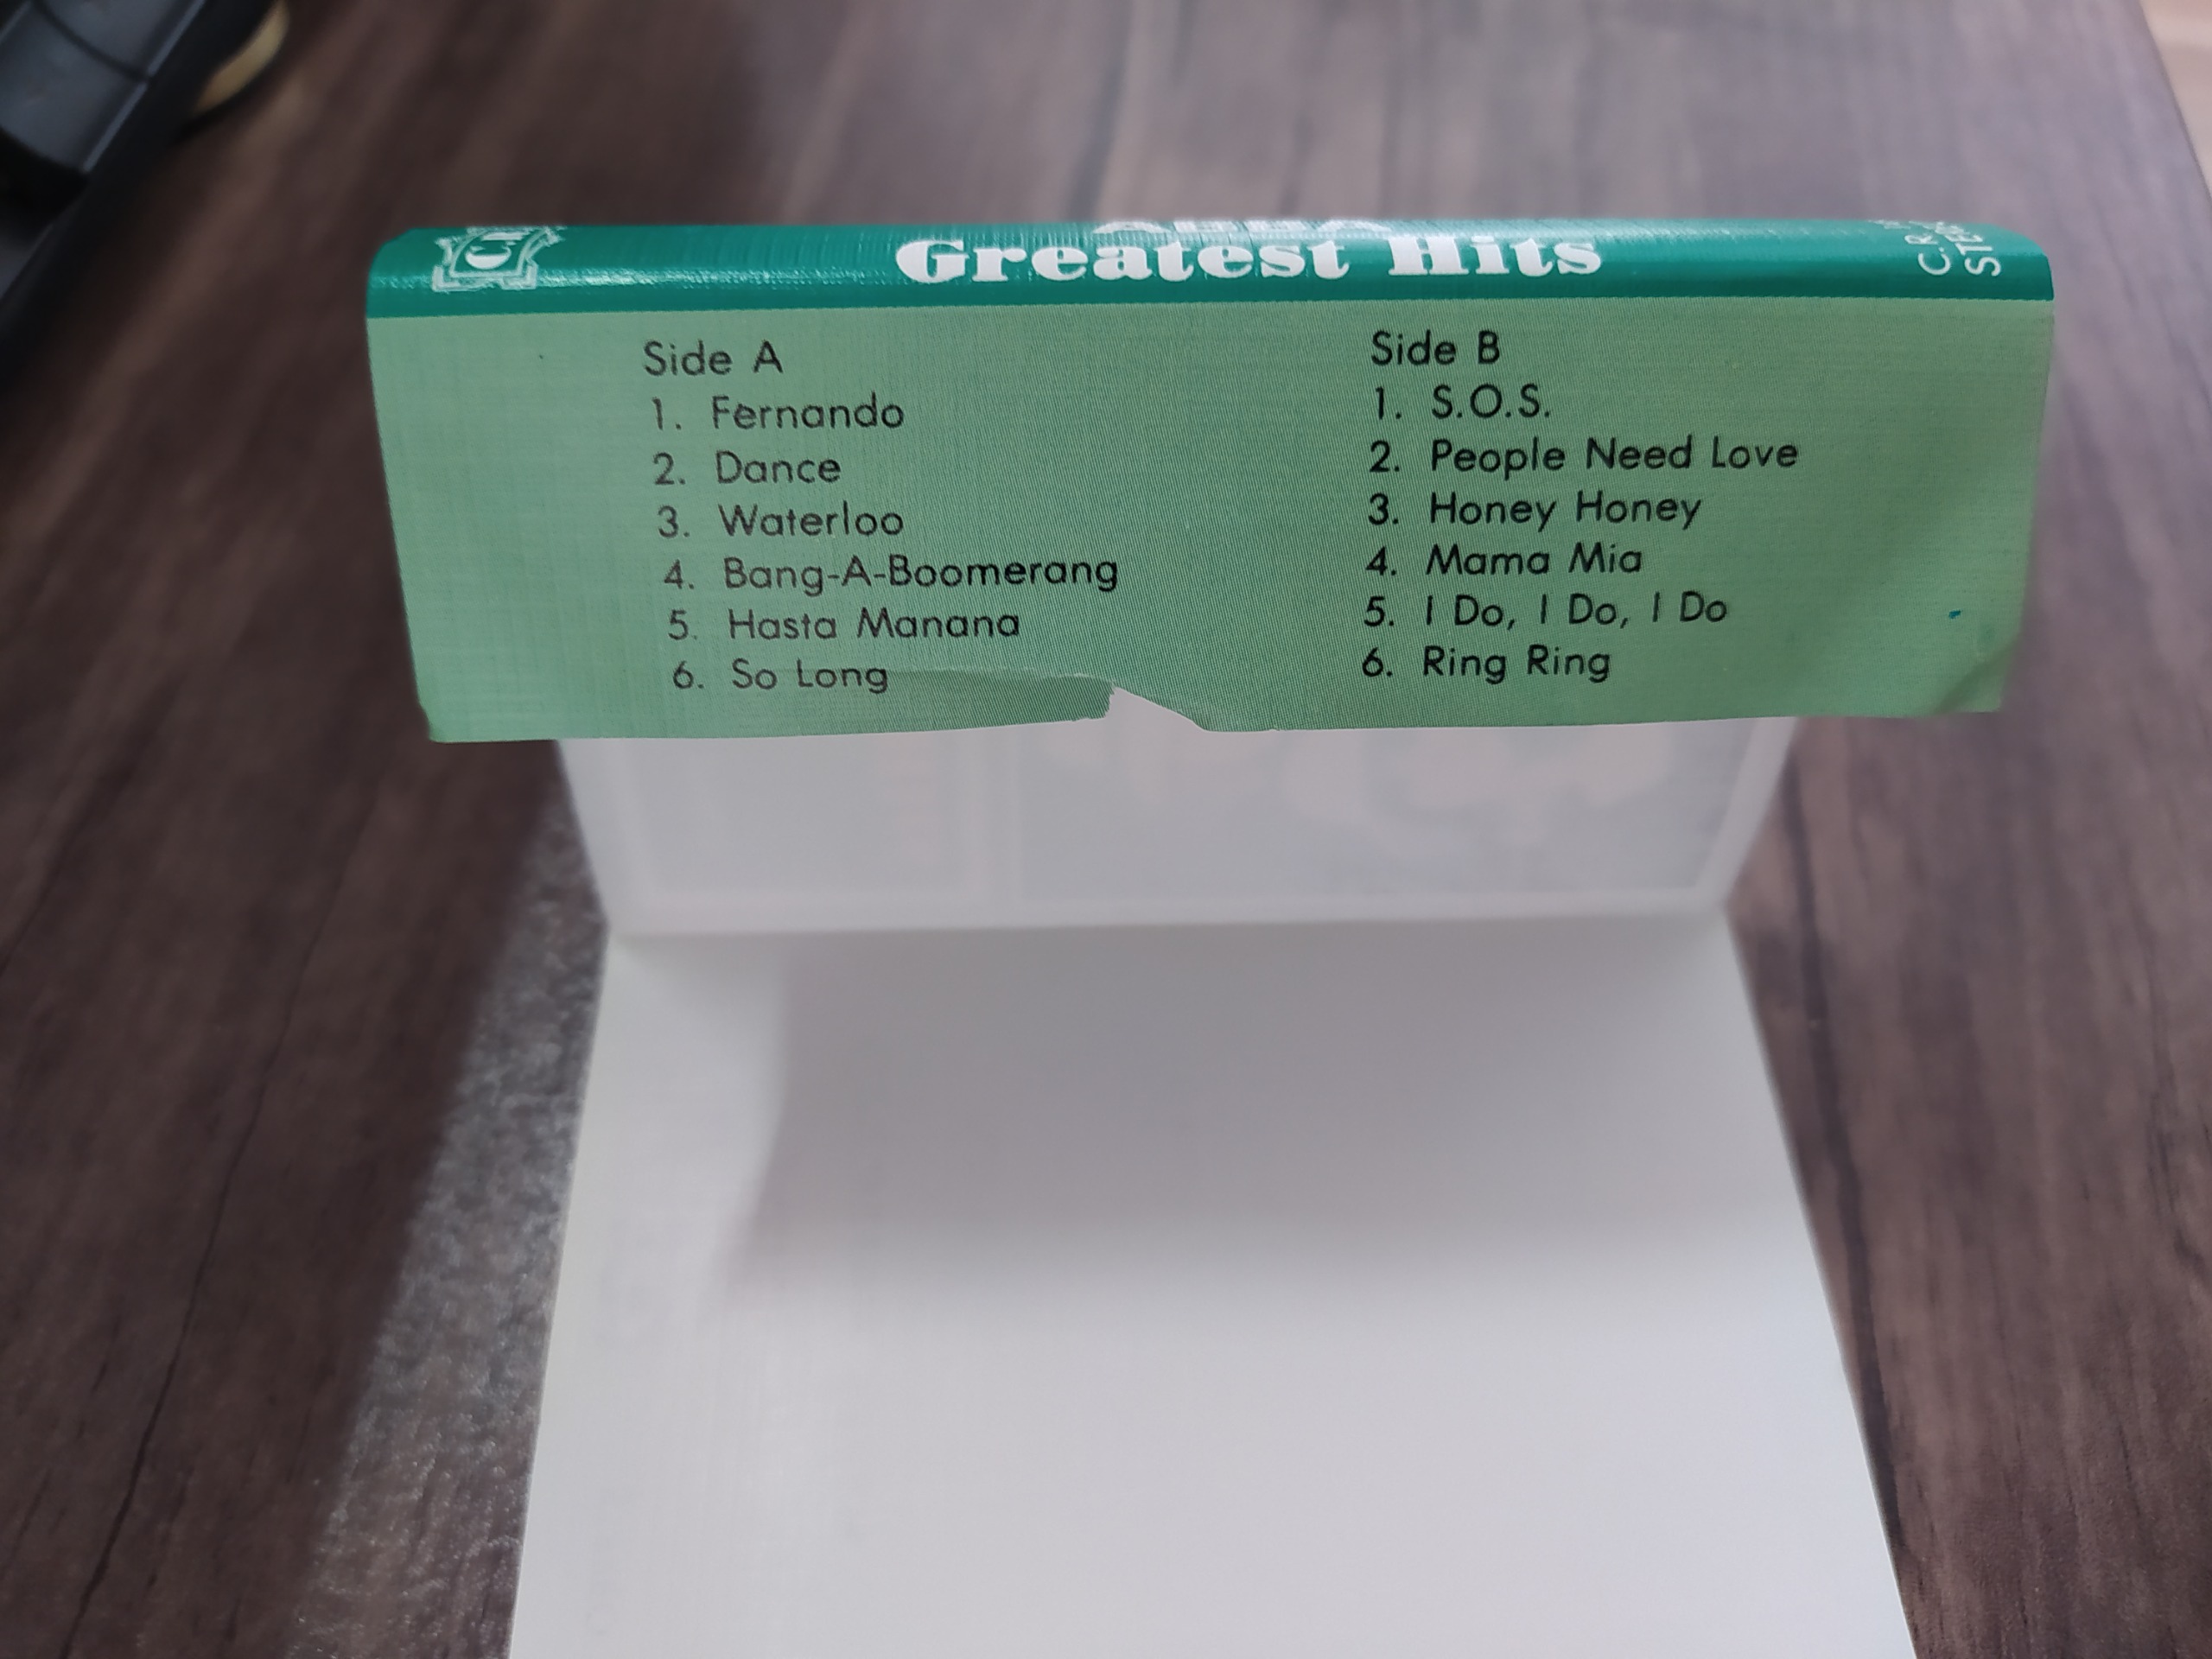 Greatest Hits
Side A
1. Fernando
2. Dance
3. Waterloo
4. Bang-A-Boomerang
5. Hasta Manana
6. So Long
Side B
1. S.O.S.
2. People Need Love
3. Honey Honey
4. Mama Mia
5. I Do, I Do, I Do
6. Ring Ring